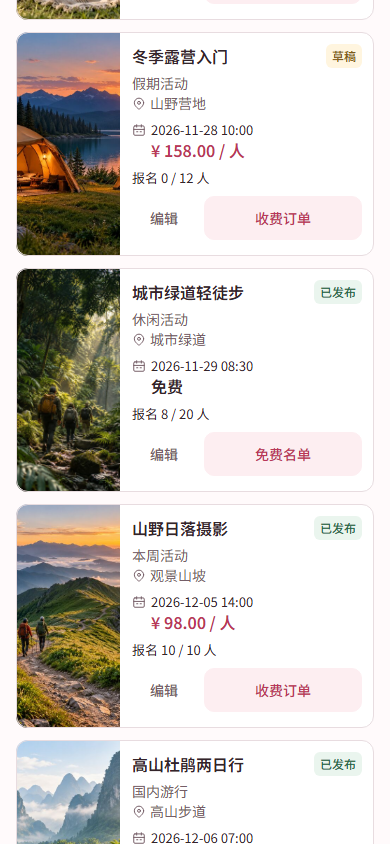 冬季露营入门
草稿
假期活动
山野营地
2026-11-28 10:00
¥ 158.00 / 人
报名 0 / 12 人
编辑
收费订单
城市绿道轻徒步
已发布
休闲活动
城市绿道
2026-11-29 08:30
免费
报名 8 / 20 人
编辑
免费名单
山野日落摄影
已发布
本周活动
观景山坡
2026-12-05 14:00
¥ 98.00 / 人
报名 10 / 10 人
编辑
收费订单
高山杜鹃两日行
已发布
国内游行
高山步道
2026-12-06 07:00